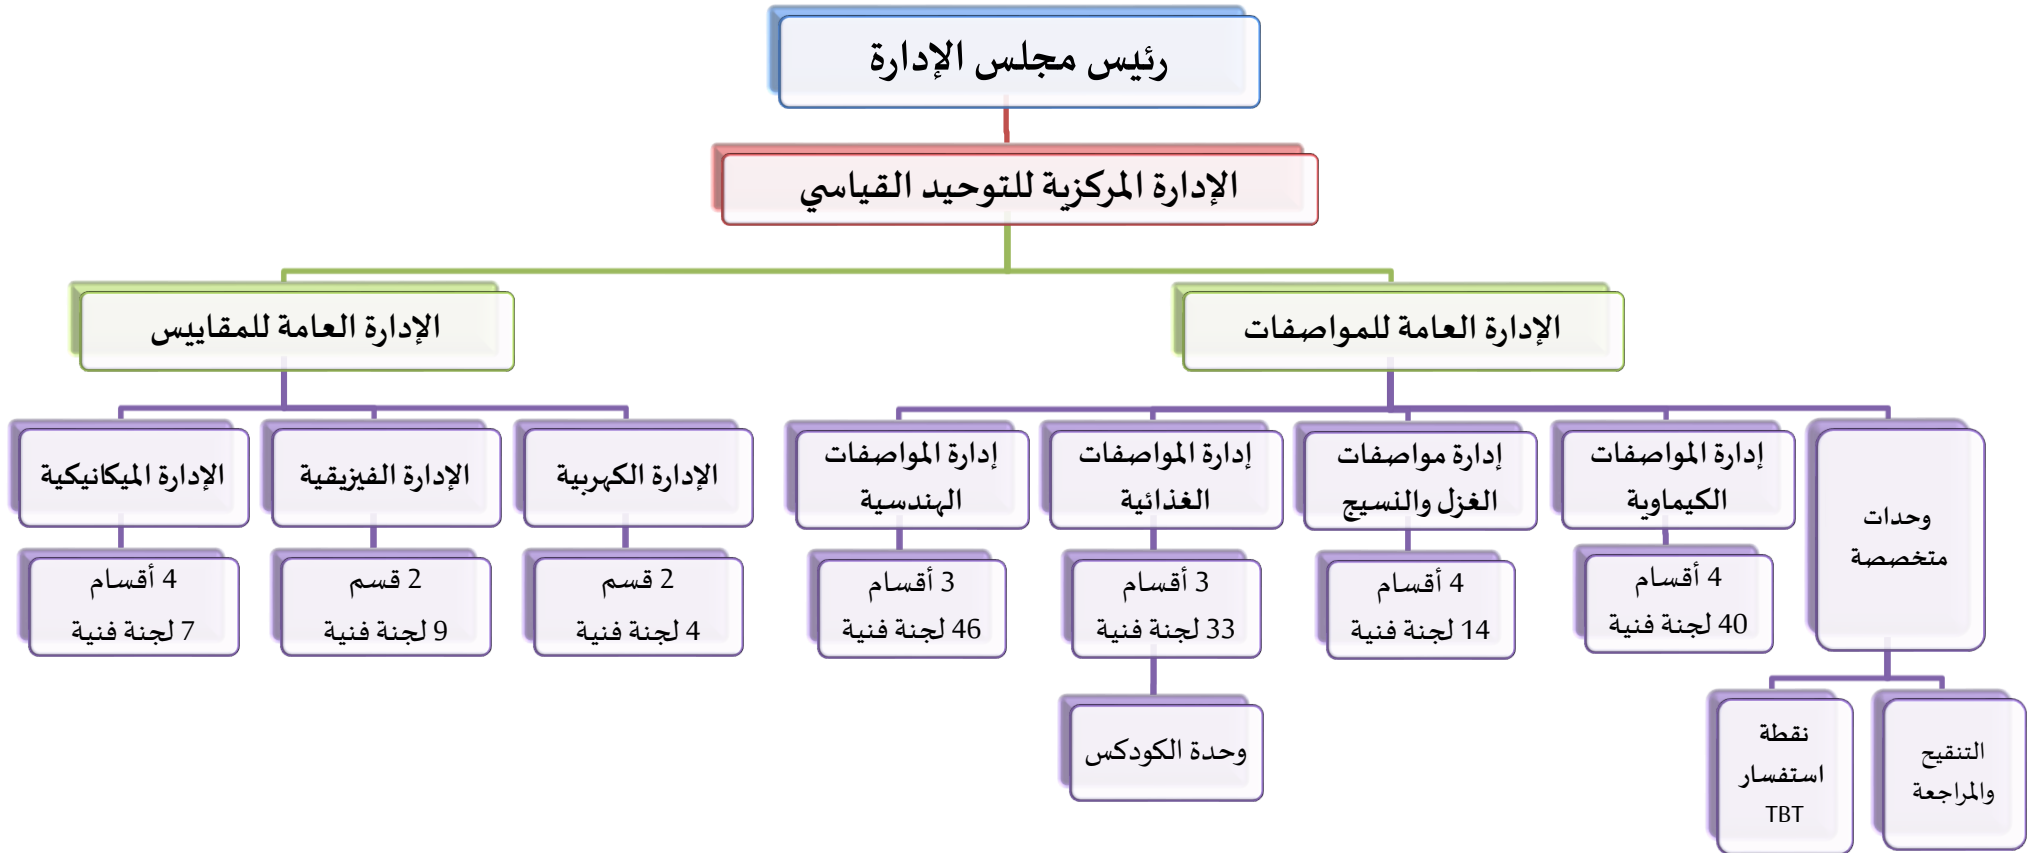 رئيس مجلس الإدارة
الإدارة المركزية للتوحيد القياسي
الإدارة العامة للمواصفات
الإدارة العامة للمقاييس
وحدات
متخصصة
إدارة المواصفات
الكيماوية
إدارة مواصفات
الغزل والنسيج
إدارة المواصفات
الغذائية
إدارة المواصفات
الهندسية
الإدارة الكهربية
الإدارة الفيزيقية
الإدارة الميكانيكية
4 أقسام
40 لجنة فنية
4 أقسام
14 لجنة فنية
3 أقسام
33 لجنة فنية
3 أقسام
46 لجنة فنية
2 قسم
4 لجنة فنية
2 قسم
9 لجنة فنية
4 أقسام
7 لجنة فنية
التنقيح
والمراجعة
نقطة
استفسار
TBT
وحدة الكودكس